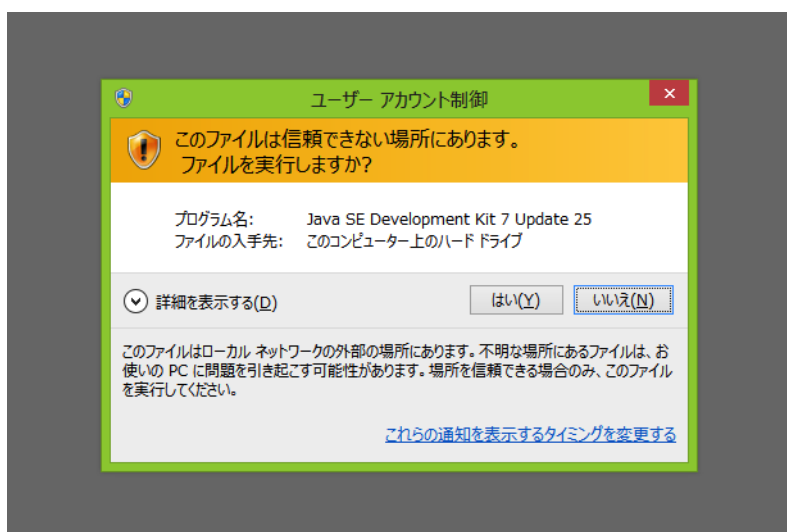 ユーザー アカウント制御
このファイルは信頼できない場所にあります。
ファイルを実行しますか?
プログラム名: Java SE Development Kit 7 Update 25
ファイルの入手先: このコンピューター上のハード ドライブ
詳細を表示する(D) はい(Y) いいえ(N)
このファイルはローカル ネットワークの外部の場所にあります。不明な場所にあるファイルは、お
使いの PC に問題を引き起こす可能性があります。場所を信頼できる場合のみ、このファイル
を実行してください。
これらの通知を表示するタイミングを変更する